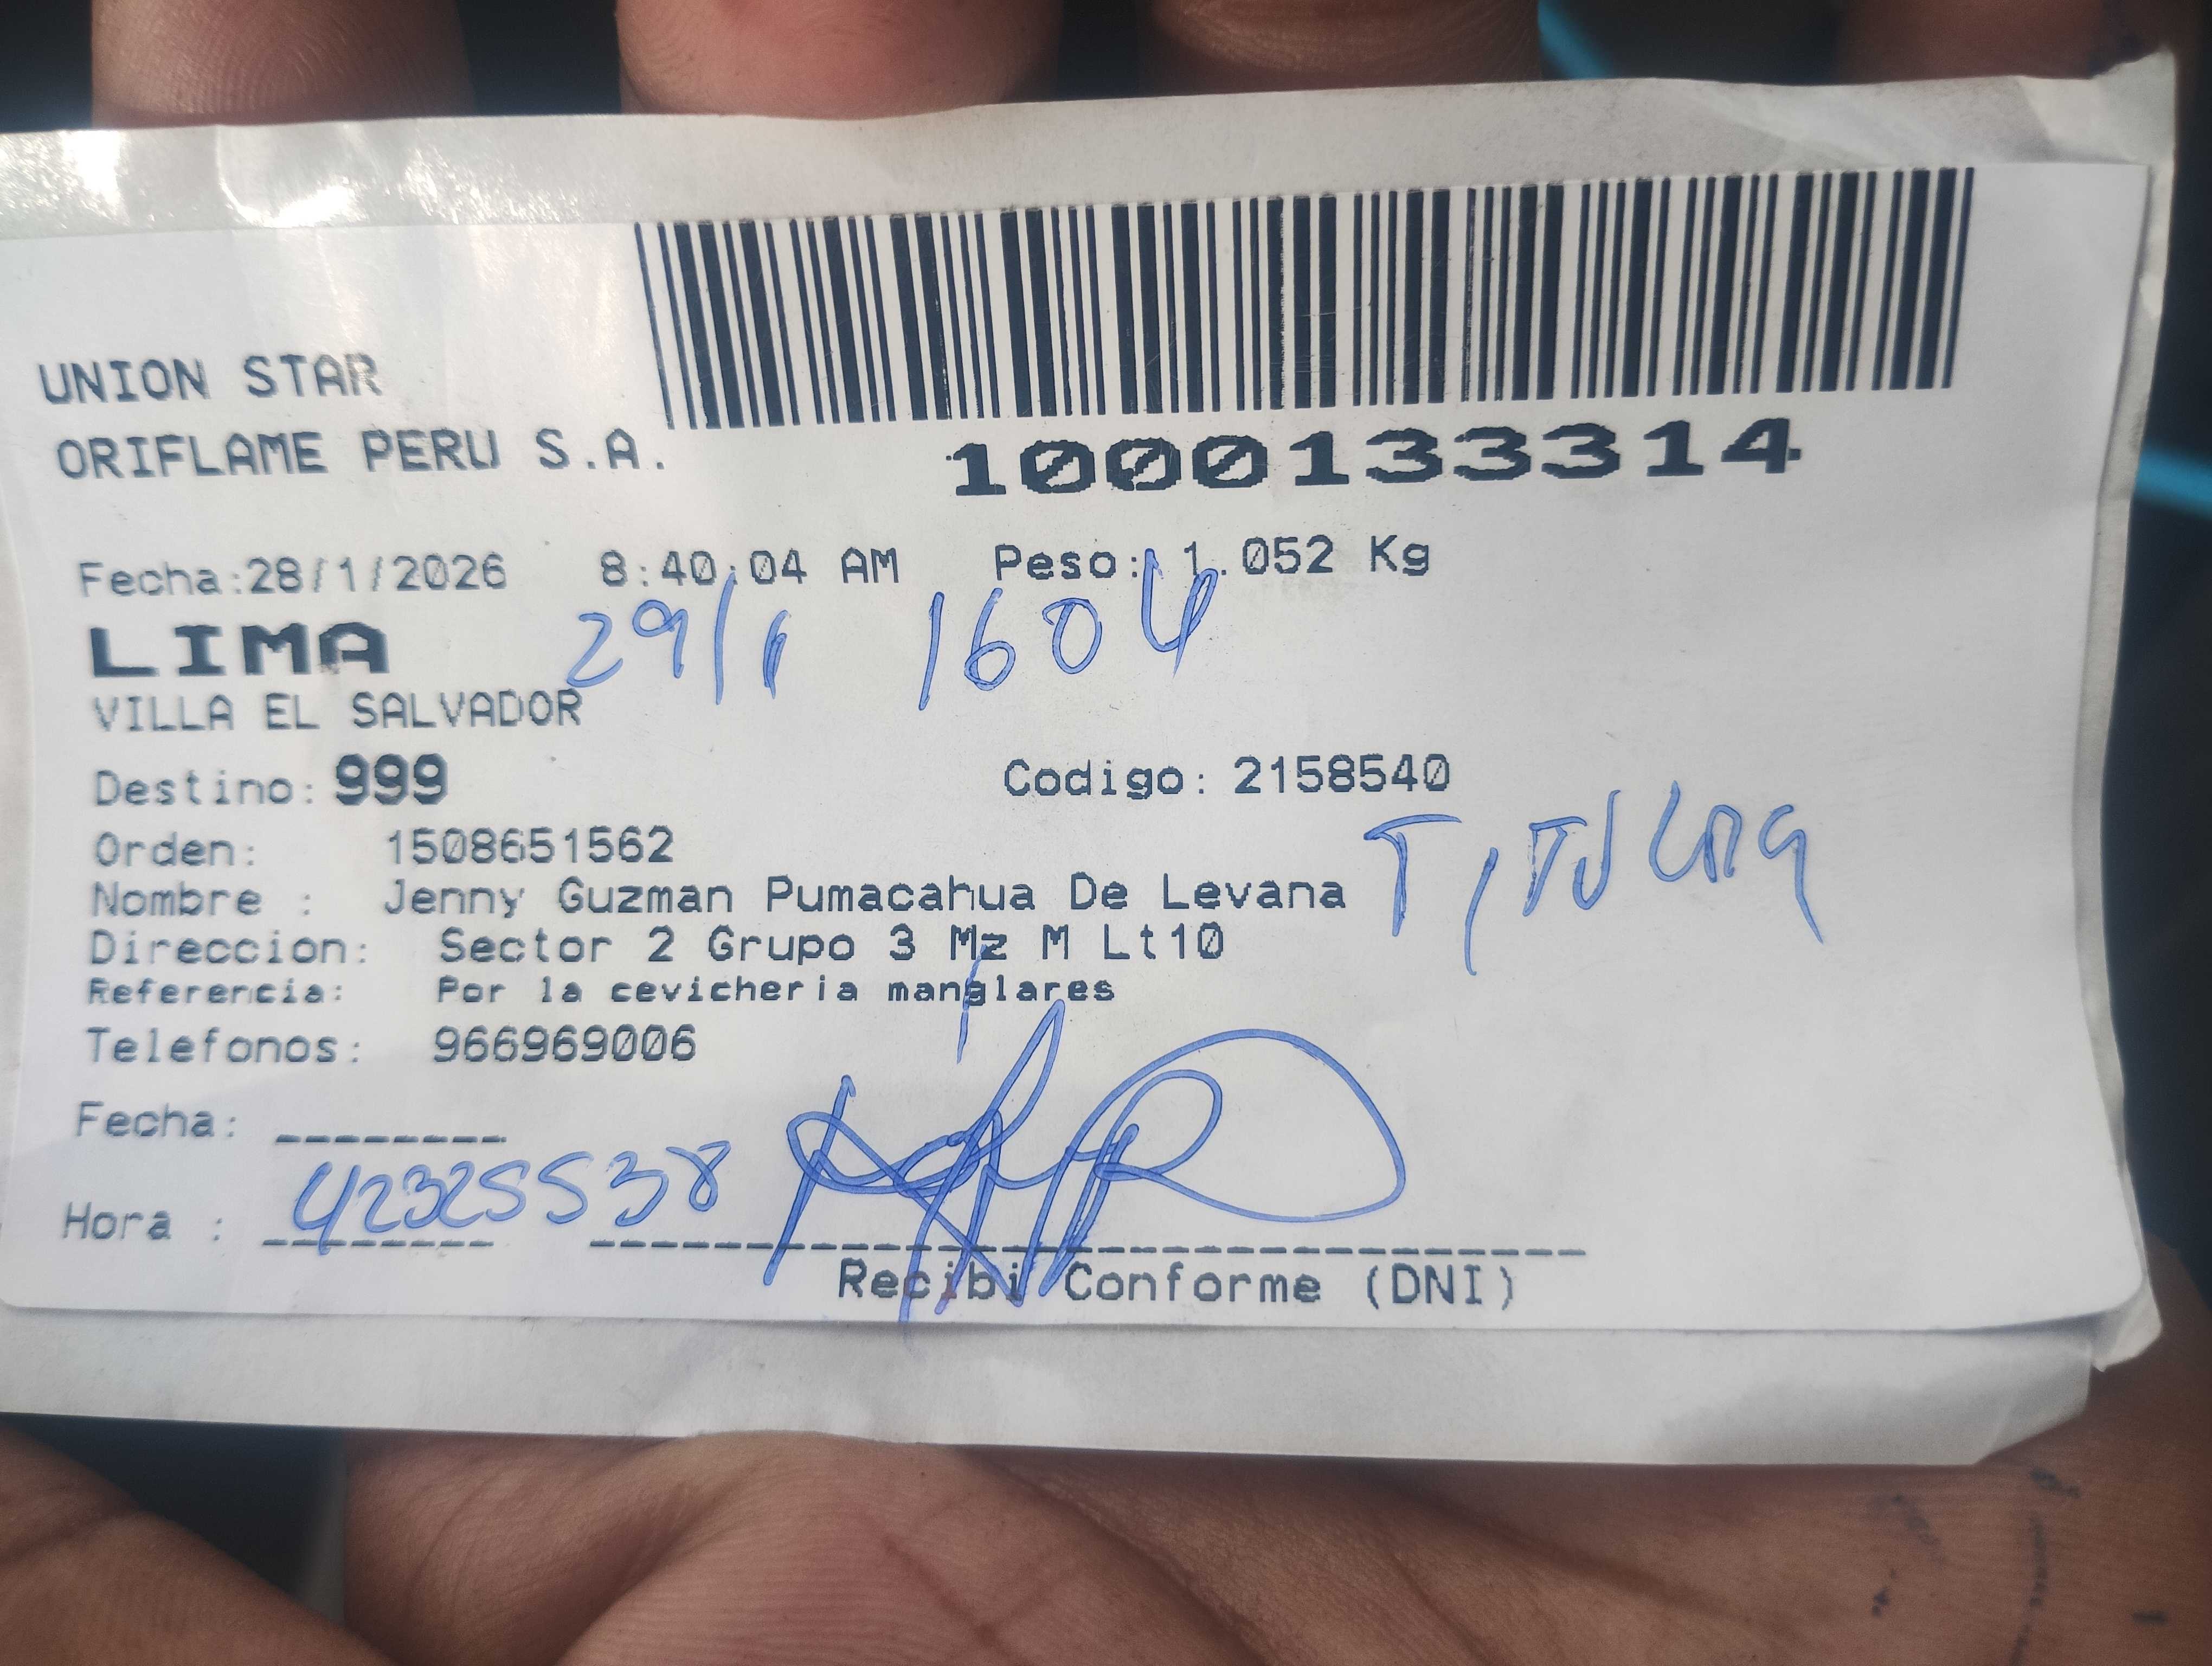 UNION STAR
ORIFLAME PERU S.A.
1000133314
Fecha:28/1/2026 8:40:04 AM Peso: 1.052 Kg
LIMA
29/1 1604
VILLA EL SALVADOR
Destino: 999 Codigo: 2158540
Orden: 1508651562
Nombre : Jenny Guzman Pumacahua De Levana
Direccion: Sector 2 Grupo 3 Mz M Lt10
Referencia: Por la cevicheria manglares
Telefonos: 966969006
Fecha:
Hora : 42325538
Recibi Conforme (DNI)